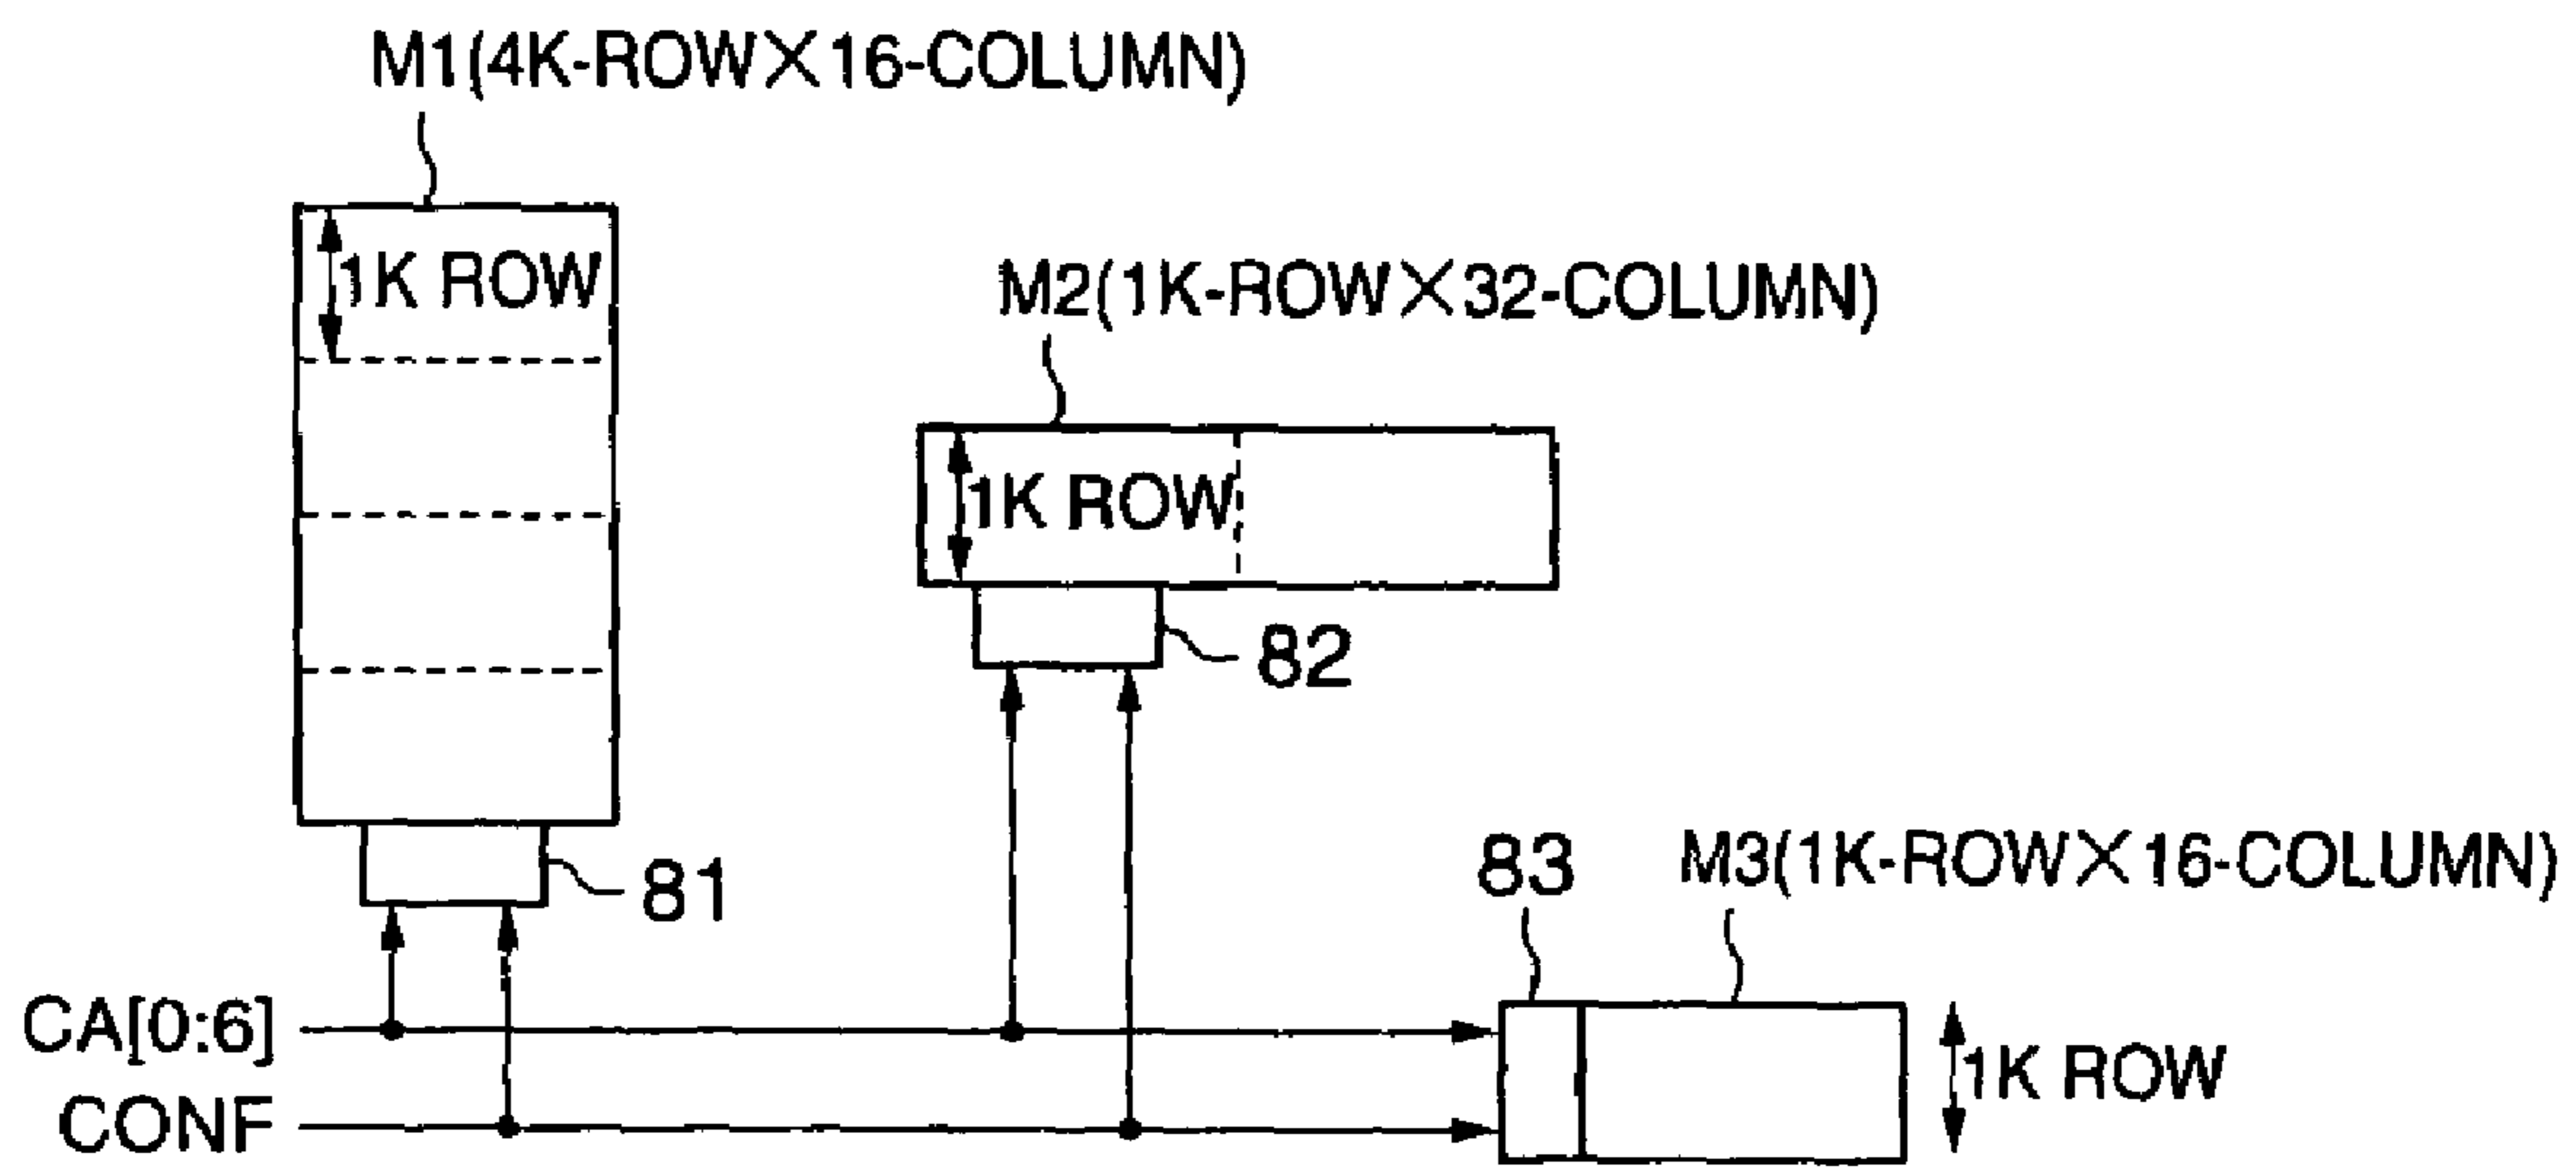 M1(4K-ROW×16-COLUMN)
1K ROW
M2(1K-ROW×32-COLUMN)
1K ROW
82
81
83
M3(1K-ROW×16-COLUMN)
CA[0:6]
1K ROW
CONF